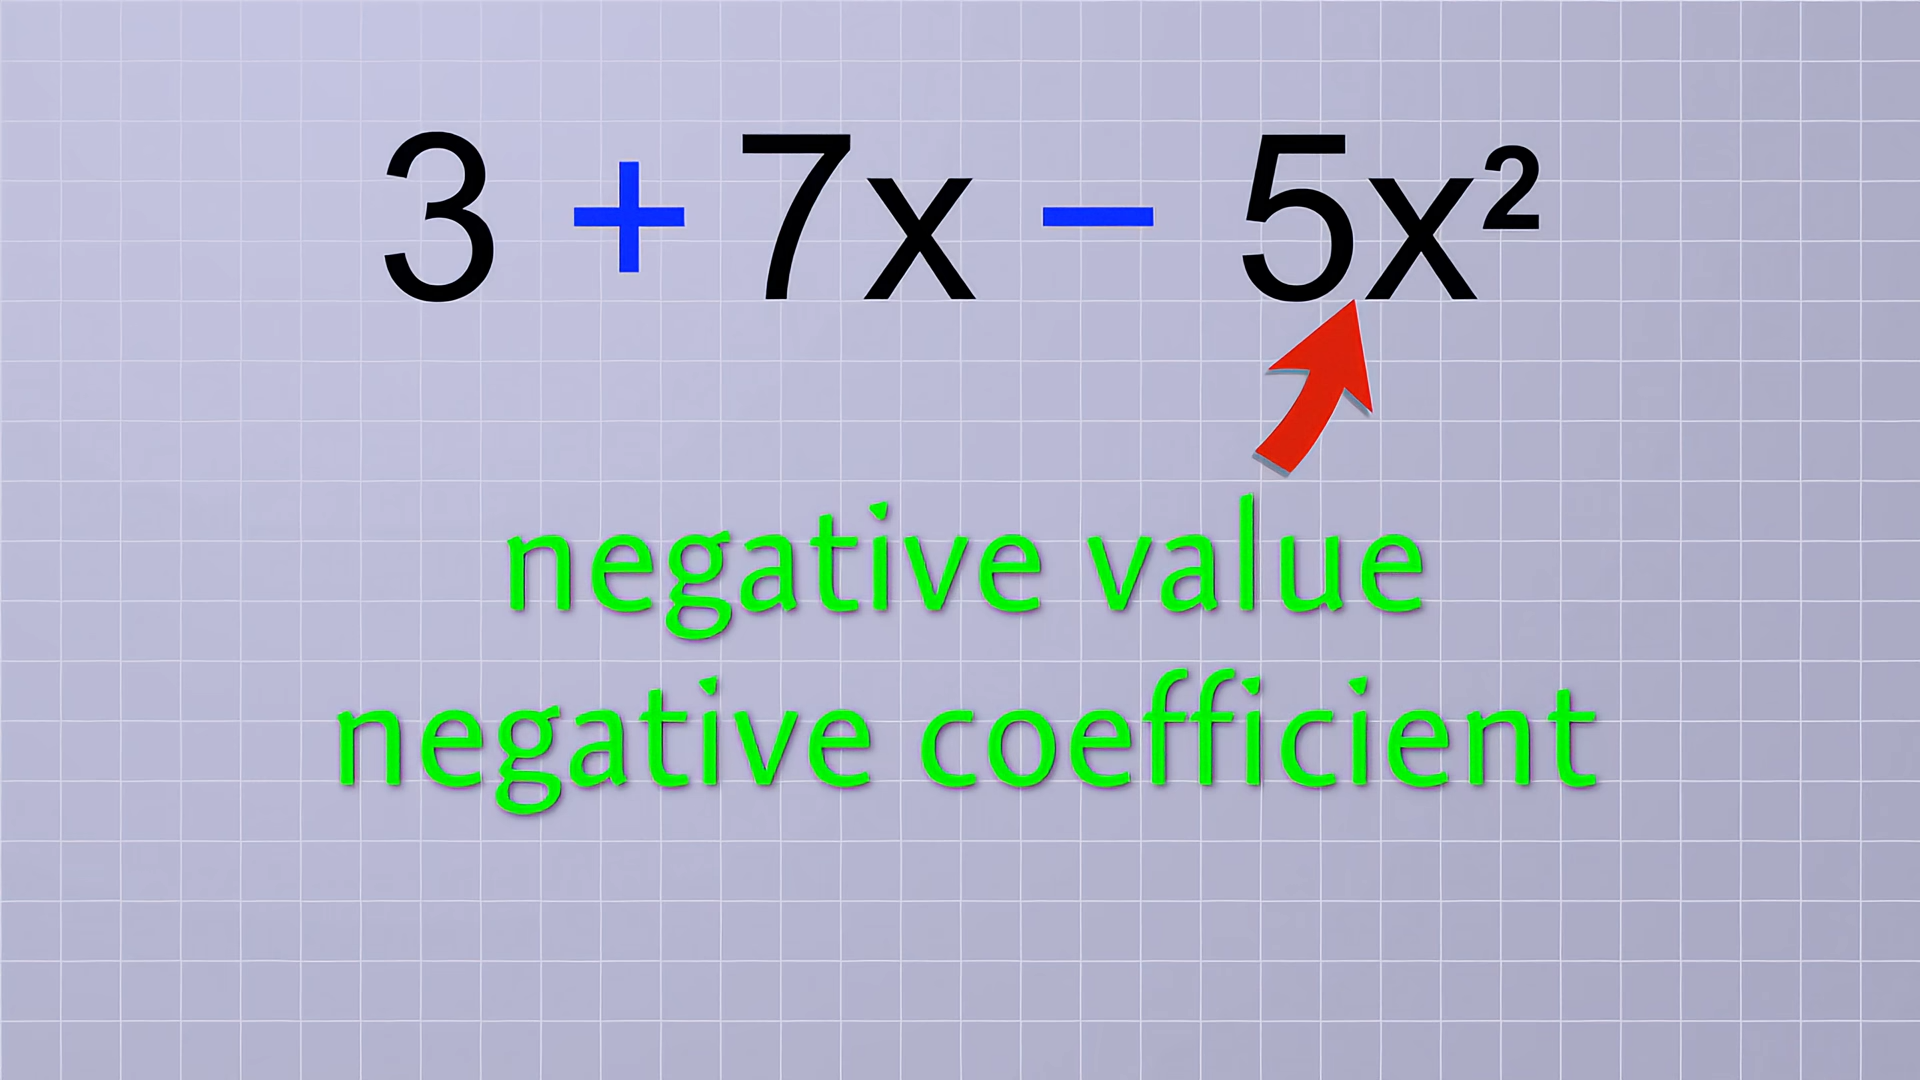 3 + 7x − 5x²
negative value
negative coefficient